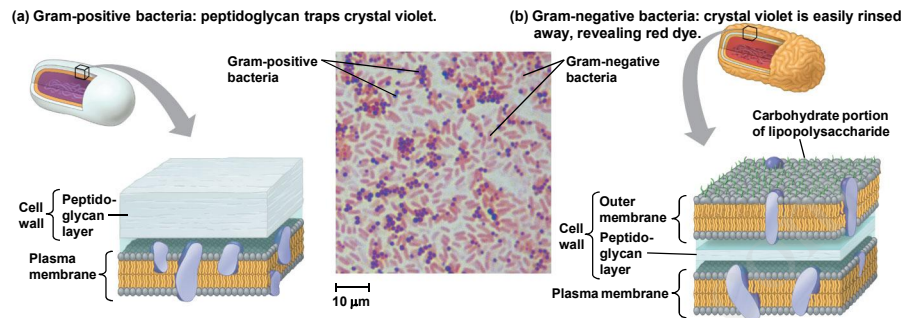 (a) Gram-positive bacteria: peptidoglycan traps crystal violet.
(b) Gram-negative bacteria: crystal violet is easily rinsed
away, revealing red dye.
Gram-positive
bacteria
Gram-negative
bacteria
Carbohydrate portion
of lipopolysaccharide
Cell
wall
Peptido-
glycan
layer
Plasma
membrane
10 µm
Cell
wall
Outer
membrane
Peptido-
glycan
layer
Plasma membrane